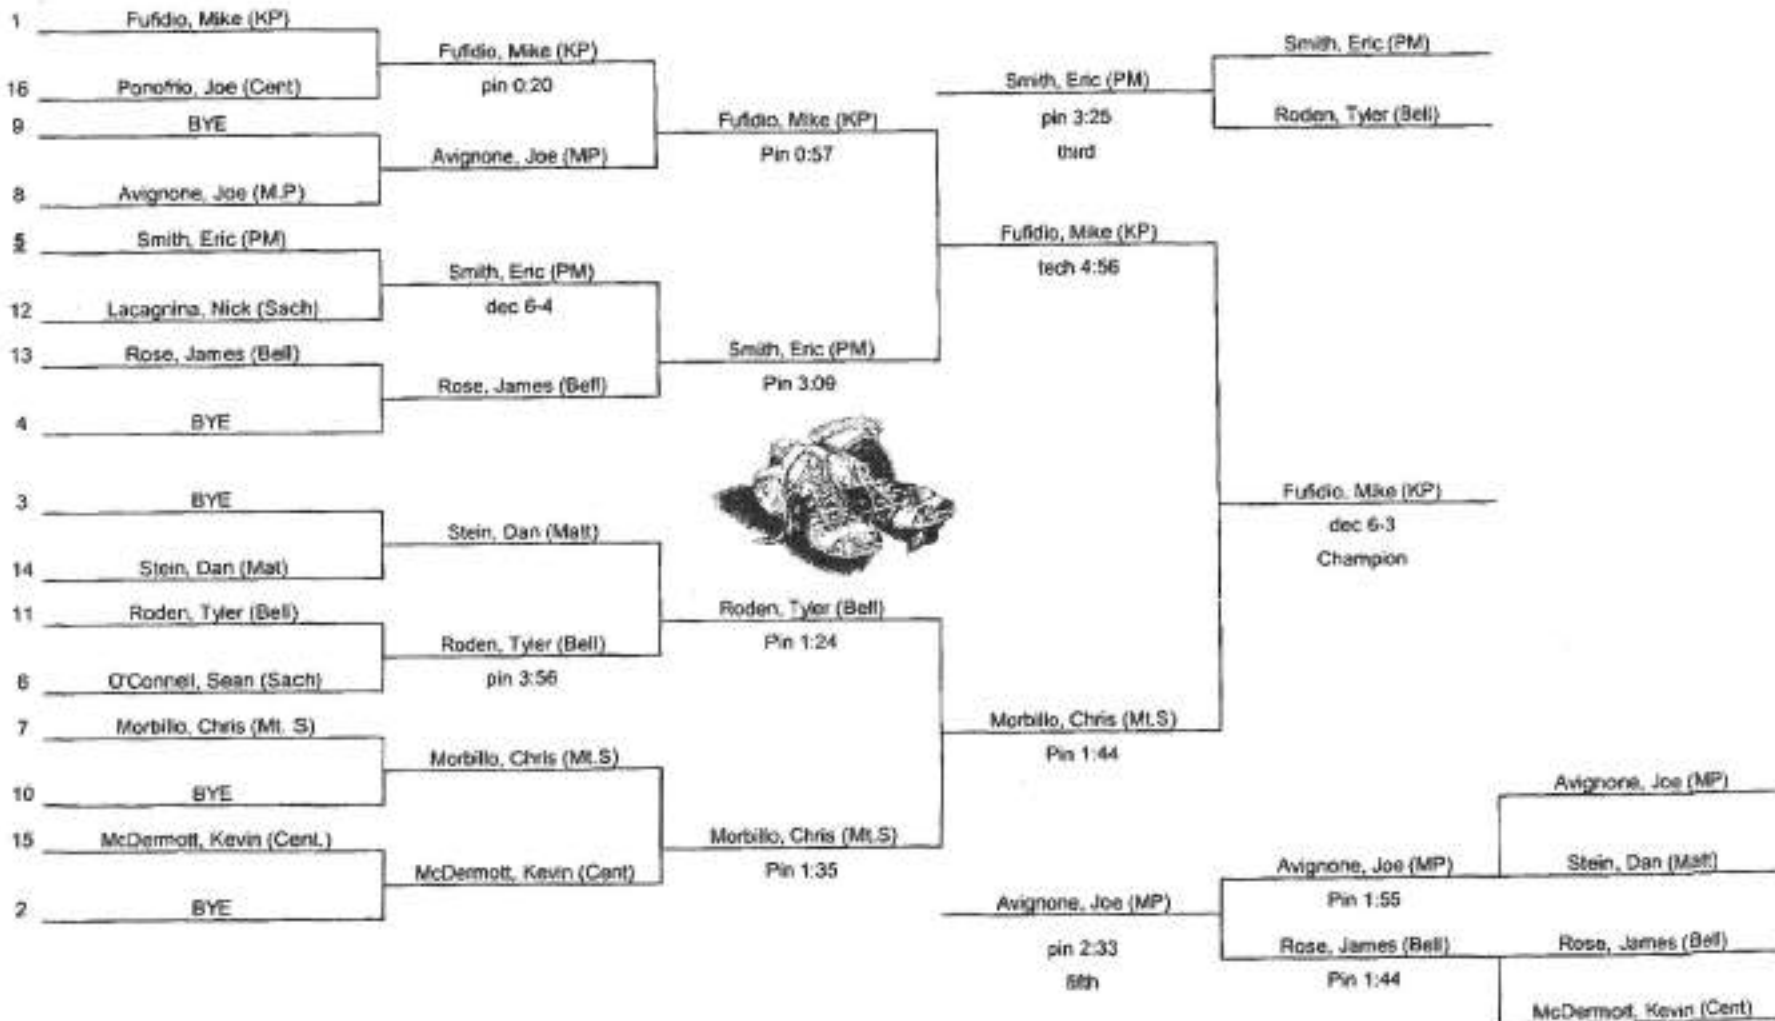 1 Fufidio, Mike (KP)
16 Ponofrio, Joe (Cent)
9 BYE
8 Avignone, Joe (M.P)
5 Smith, Eric (PM)
12 Lacagnina, Nick (Sach)
13 Rose, James (Bell)
4 BYE
3 BYE
14 Stein, Dan (Mat)
11 Roden, Tyler (Bell)
6 O'Connell, Sean (Sach)
7 Morbillo, Chris (Mt. S)
10 BYE
15 McDermott, Kevin (Cent.)
2 BYE
Fufidio, Mike (KP)
pin 0:20
Avignone, Joe (MP)
Smith, Eric (PM)
dec 6-4
Rose, James (Bell)
Stein, Dan (Matt)
Roden, Tyler (Bell)
pin 3:56
Morbillo, Chris (Mt.S)
McDermott, Kevin (Cent)
Fufidio, Mike (KP)
Pin 0:57
Smith, Eric (PM)
Pin 3:09
Roden, Tyler (Bell)
Pin 1:24
Morbillo, Chris (Mt.S)
Pin 1:35
Fufidio, Mike (KP)
tech 4:56
Morbillo, Chris (Mt.S)
Pin 1:44
Fufidio, Mike (KP)
dec 6-3
Champion
Smith, Eric (PM)
Roden, Tyler (Bell)
Smith, Eric (PM)
pin 3:25
third
Avignone, Joe (MP)
Stein, Dan (Matt)
Rose, James (Bell)
McDermott, Kevin (Cent)
Avignone, Joe (MP)
Pin 1:55
Rose, James (Bell)
Pin 1:44
Avignone, Joe (MP)
pin 2:33
fifth